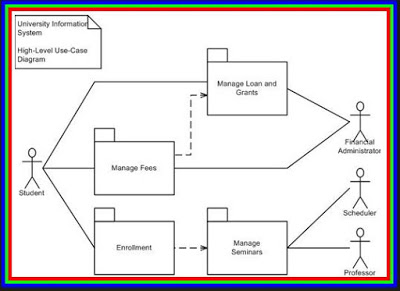 University Information
System
High-Level Use-Case
Diagram
Manage Loan and
Grants
Financial
Administrator
Manage Fees
Student
Scheduler
Enrollment
Manage
Seminars
Professor